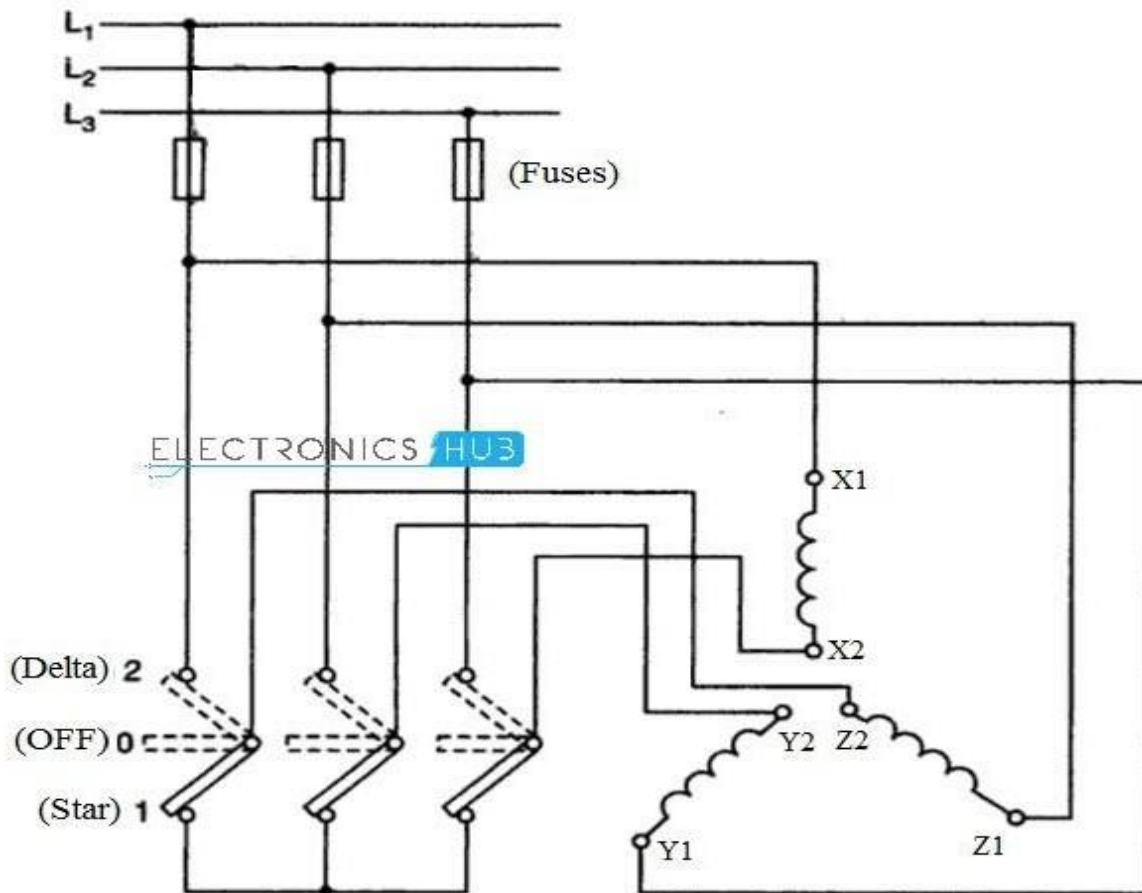 L₁
L₂
L₃
(Fuses)
ELECTRONICS HUB
X1
X2
(Delta) 2
(OFF) 0
Y2 Z2
(Star) 1
Y1
Z1